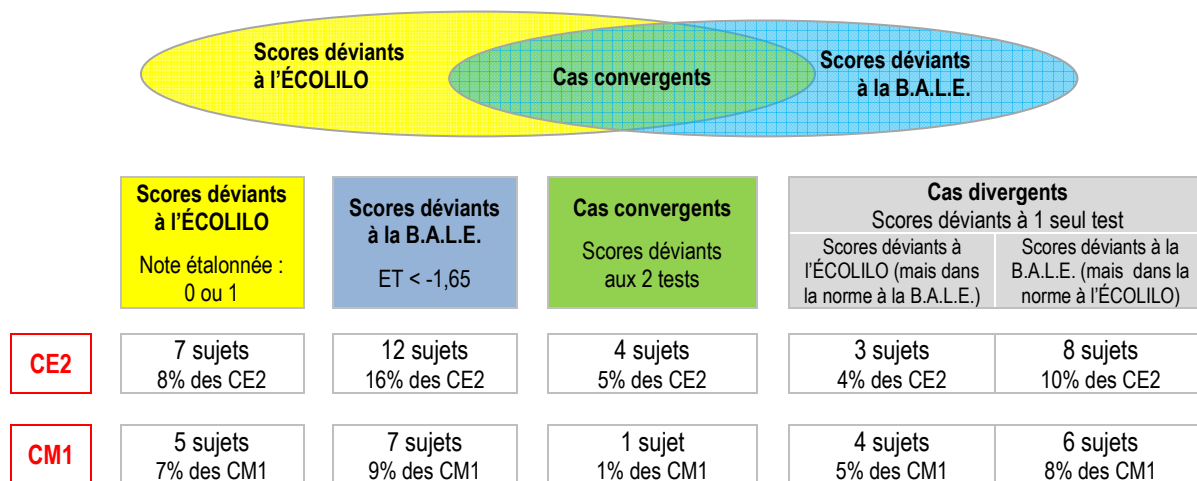 Scores déviants
à l'ÉCOLILO
Cas convergents
Scores déviants
à la B.A.L.E.
Scores déviants
à l'ÉCOLILO
Note étalonnée :
0 ou 1
Scores déviants
à la B.A.L.E.
ET < -1,65
Cas convergents
Scores déviants
aux 2 tests
Cas divergents
Scores déviants à 1 seul test
Scores déviants à
l'ÉCOLILO (mais dans
la norme à la B.A.L.E.)
Scores déviants à la
B.A.L.E. (mais dans la
norme à l'ÉCOLILO)
CE2
7 sujets
8% des CE2
12 sujets
16% des CE2
4 sujets
5% des CE2
3 sujets
4% des CE2
8 sujets
10% des CE2
CM1
5 sujets
7% des CM1
7 sujets
9% des CM1
1 sujet
1% des CM1
4 sujets
5% des CM1
6 sujets
8% des CM1